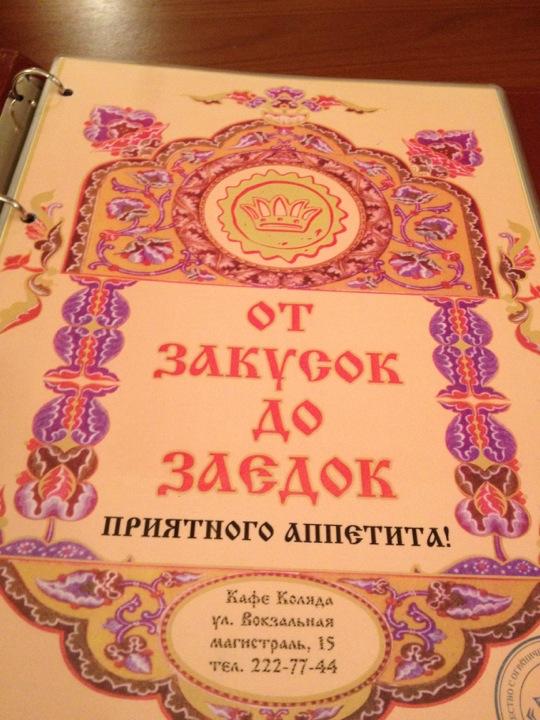 ОТ
ЗАКУСОК
ДО
ЗАЕДОК
ПРИЯТНОГО АППЕТИТА!
Кафе Коляда
ул. Вокзальная
магистраль, 15
тел. 222-77-44